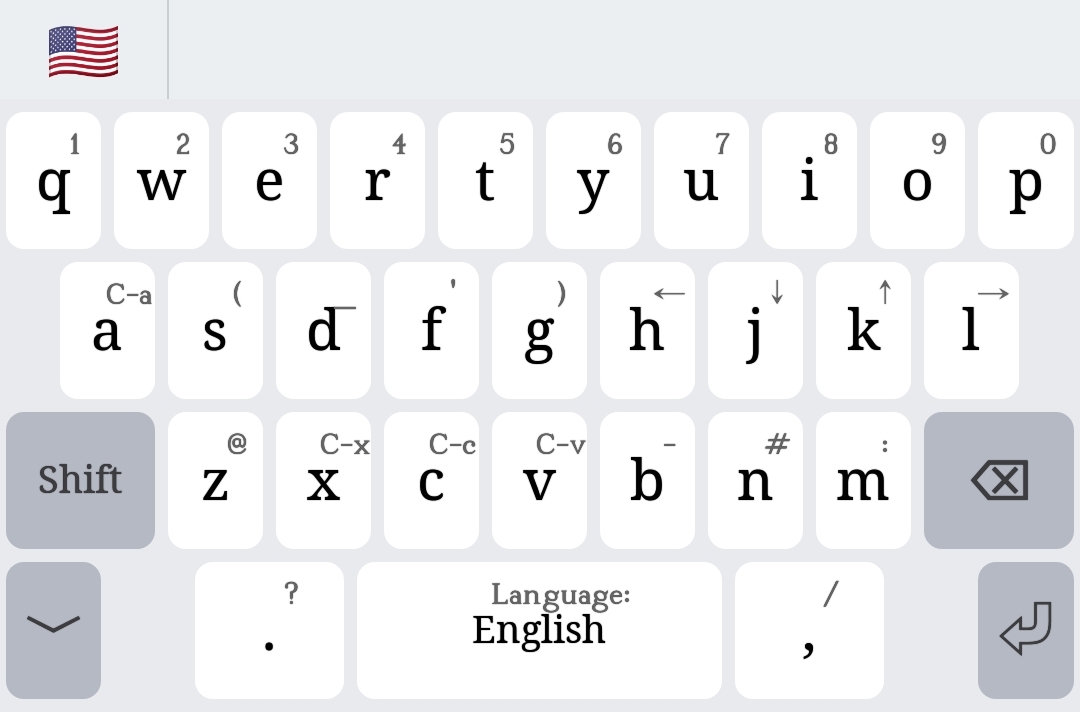 1 2 3 4 5 6 7 8 9 0
q w e r t y u i o p
C-a ( _ ' ) ← ↓ ↑ →
a s d f g h j k l
@ C-x C-c C-v - # :
Shift z x c v b n m
? Language: /
. English ,